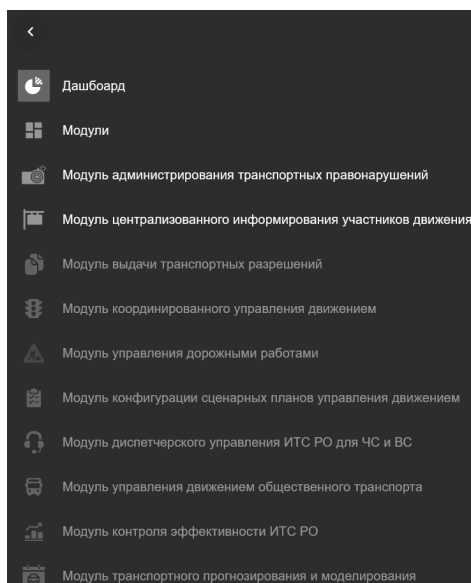 Дашбоард
Модули
Модуль администрирования транспортных правонарушений
Модуль централизованного информирования участников движения
Модуль выдачи транспортных разрешений
Модуль координированного управления движением
Модуль управления дорожными работами
Модуль конфигурации сценарных планов управления движением
Модуль диспетчерского управления ИТС РО для ЧС и ВС
Модуль управления движением общественного транспорта
Модуль контроля эффективности ИТС РО
Модуль транспортного прогнозирования и моделирования